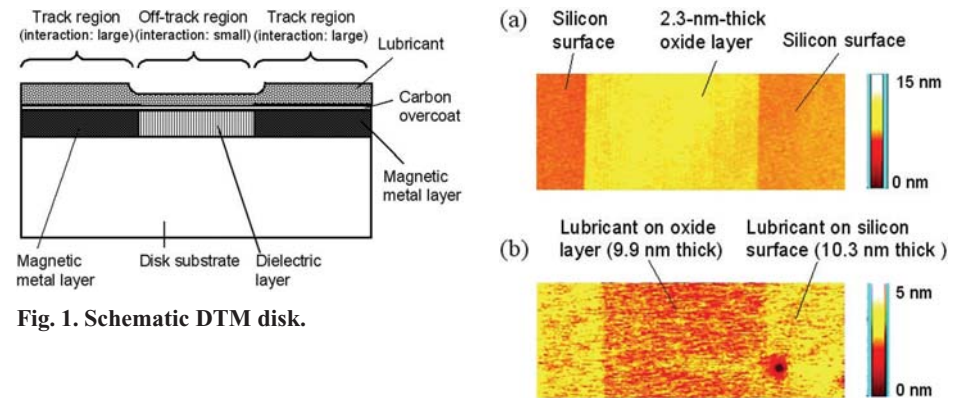 Track region Off-track region Track region
(interaction: large) (interaction: small) (interaction: large)
Lubricant
Carbon
overcoat
Magnetic
metal layer
Magnetic
metal layer
Disk substrate
Dielectric
layer
Fig. 1. Schematic DTM disk.
(a)
Silicon
surface
2.3-nm-thick
oxide layer
Silicon surface
15 nm
0 nm
(b)
Lubricant on oxide
layer (9.9 nm thick)
Lubricant on silicon
surface (10.3 nm thick )
5 nm
0 nm